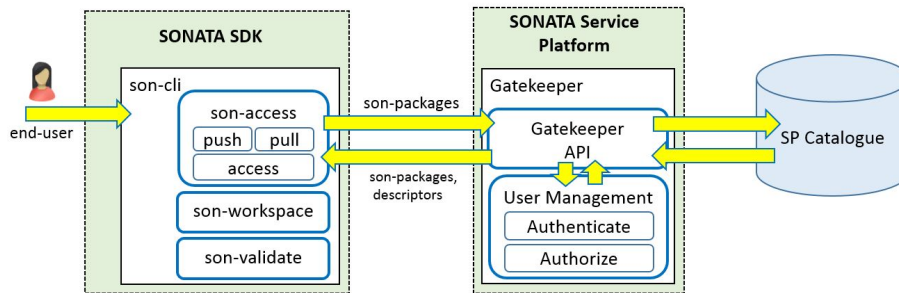 SONATA SDK
SONATA Service
Platform
son-cli
son-access
push
pull
access
son-workspace
son-validate
end-user
son-packages
son-packages,
descriptors
Gatekeeper
Gatekeeper
API
User Management
Authenticate
Authorize
SP Catalogue